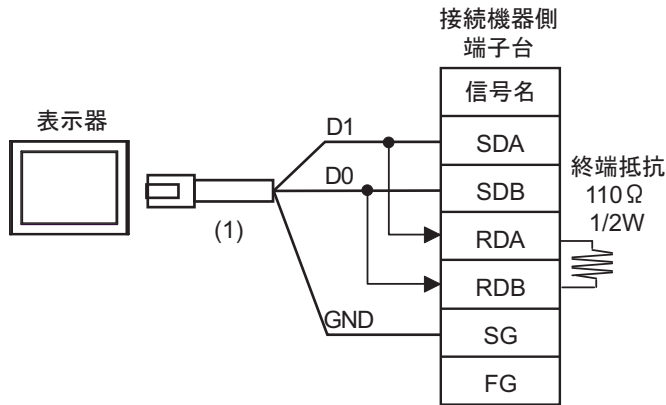 接続機器側
端子台
信号名
表示器
D1
SDA
終端抵抗
110Ω
1/2W
D0
SDB
(1)
RDA
RDB
GND
SG
FG